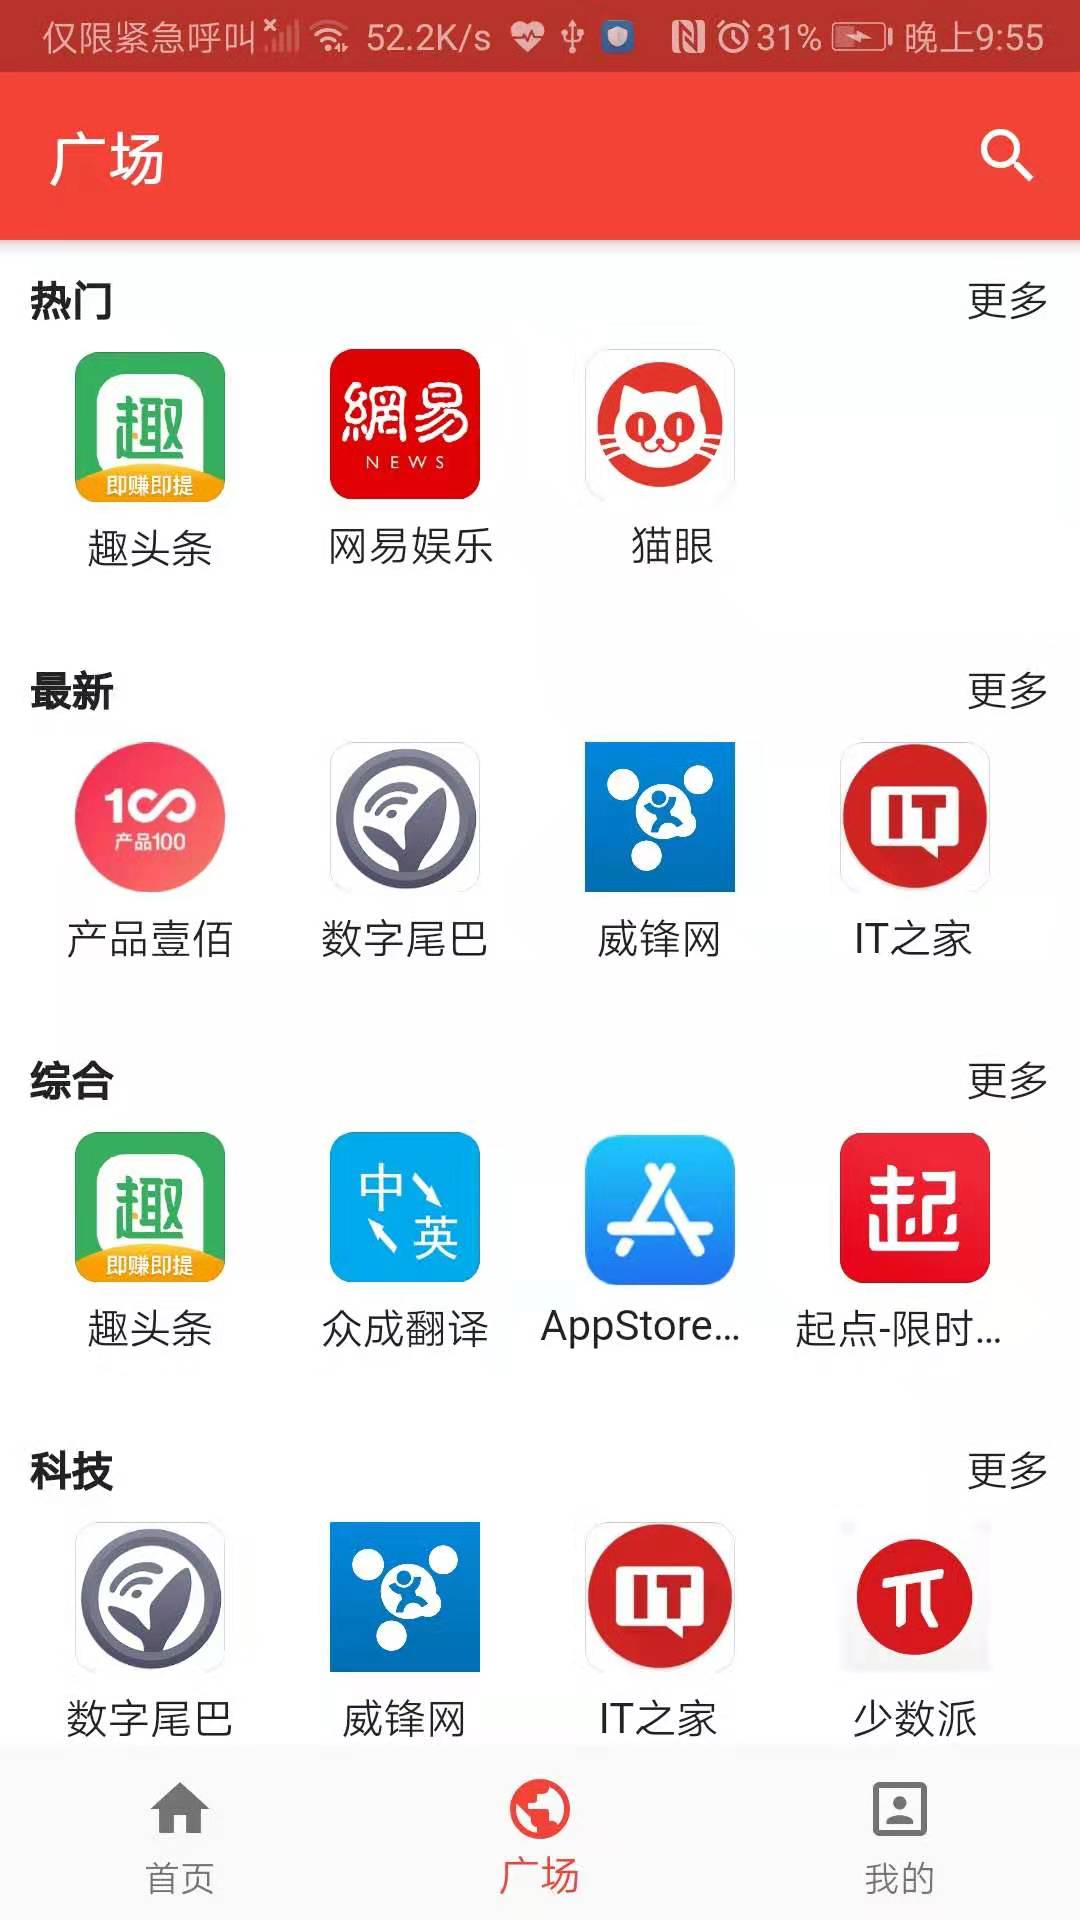 仅限紧急呼叫 52.2K/s 31% 晚上9:55
广场
热门 更多
趣 即赚即提
網易 NEWS
趣头条 网易娱乐 猫眼
最新 更多
100 产品100
IT
产品壹佰 数字尾巴 威锋网 IT之家
综合 更多
趣 即赚即提
中 英
起
趣头条 众成翻译 AppStore... 起点-限时...
科技 更多
IT
π
数字尾巴 威锋网 IT之家 少数派
首页 广场 我的